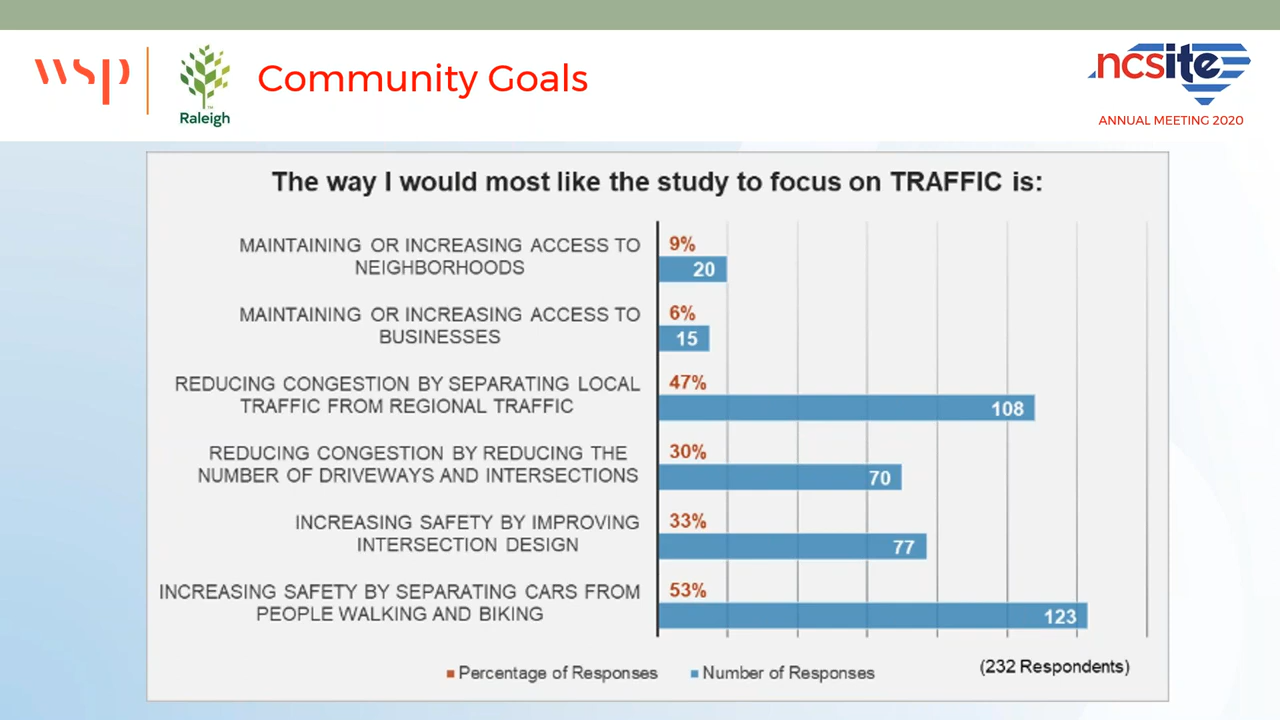 wsp
Raleigh
Community Goals
ncsite
ANNUAL MEETING 2020
The way I would most like the study to focus on TRAFFIC is:
MAINTAINING OR INCREASING ACCESS TO
NEIGHBORHOODS
9%
20
MAINTAINING OR INCREASING ACCESS TO
BUSINESSES
6%
15
REDUCING CONGESTION BY SEPARATING LOCAL
TRAFFIC FROM REGIONAL TRAFFIC
47%
108
REDUCING CONGESTION BY REDUCING THE
NUMBER OF DRIVEWAYS AND INTERSECTIONS
30%
70
INCREASING SAFETY BY IMPROVING
INTERSECTION DESIGN
33%
77
INCREASING SAFETY BY SEPARATING CARS FROM
PEOPLE WALKING AND BIKING
53%
123
Percentage of Responses
Number of Responses
(232 Respondents)